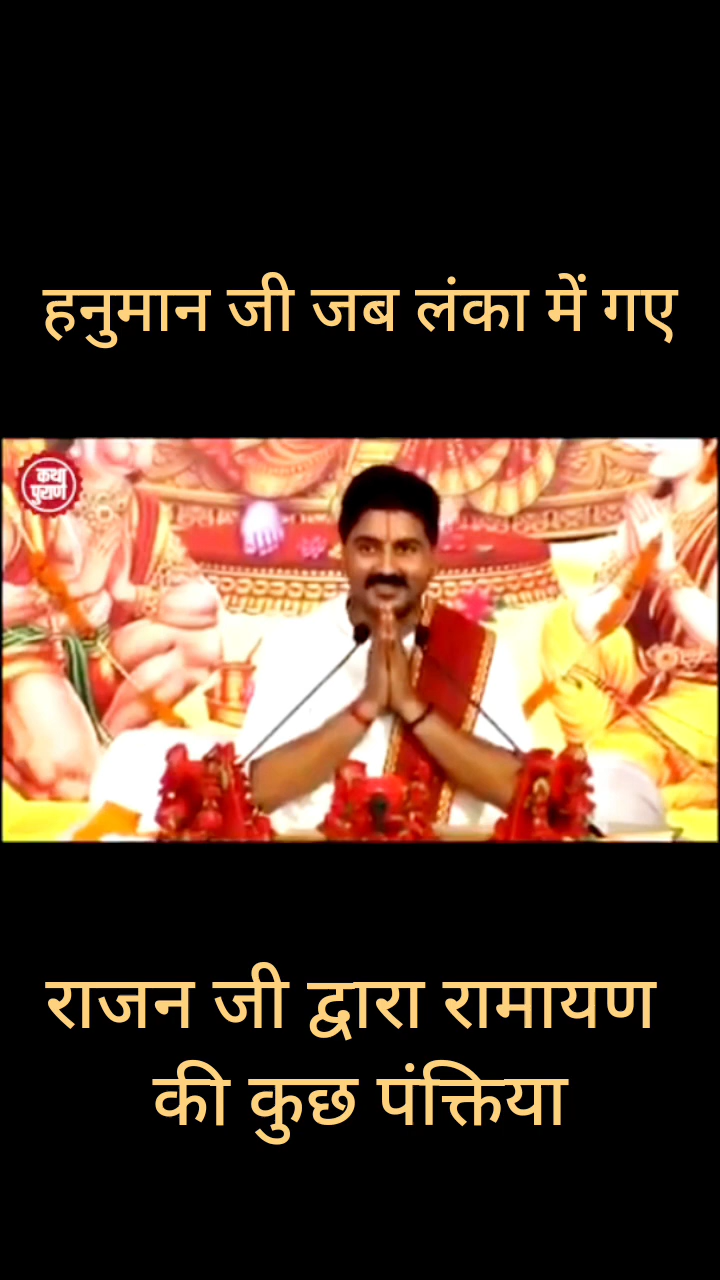 हनुमान जी जब लंका में गए
कथा
पुराण
राजन जी द्वारा रामायण
की कुछ पंक्तिया